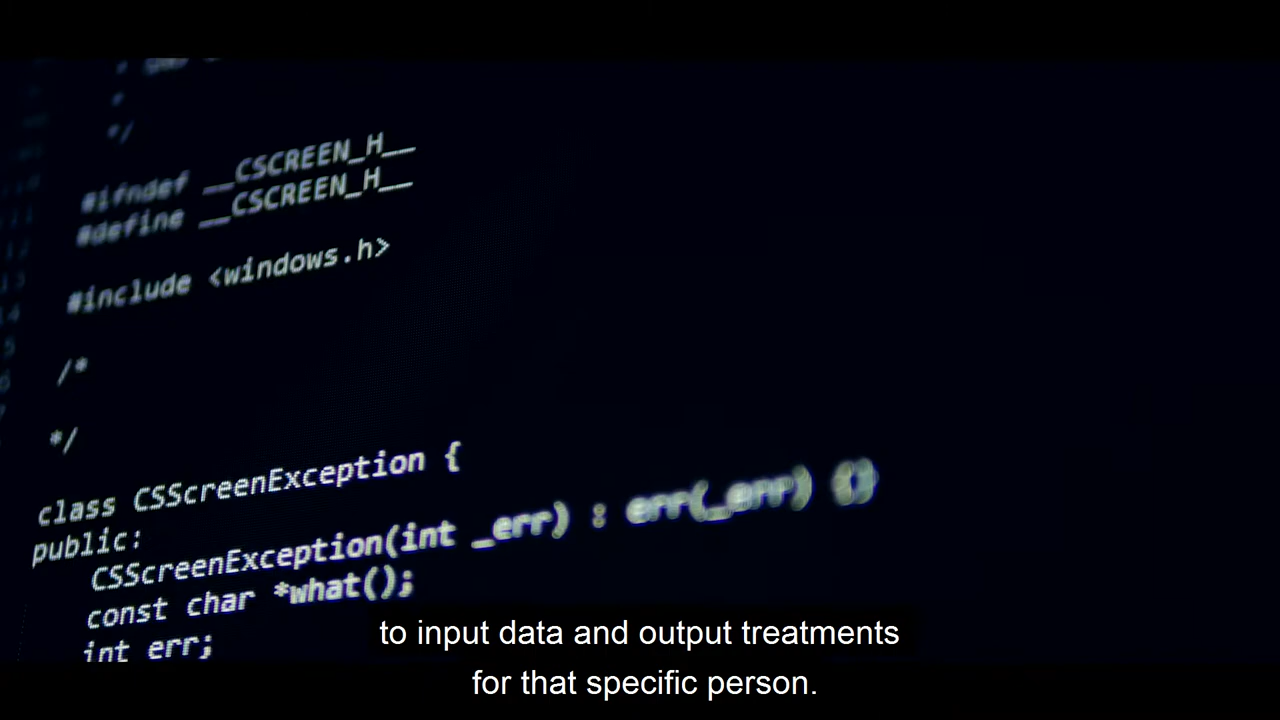 *
*/
#ifndef __CSCREEN_H__
#define __CSCREEN_H__
#include <windows.h>
/*
*/
class CSScreenException {
public:
CSScreenException(int _err) : err(_err) {}
const char *what();
int err;
to input data and output treatments
for that specific person.